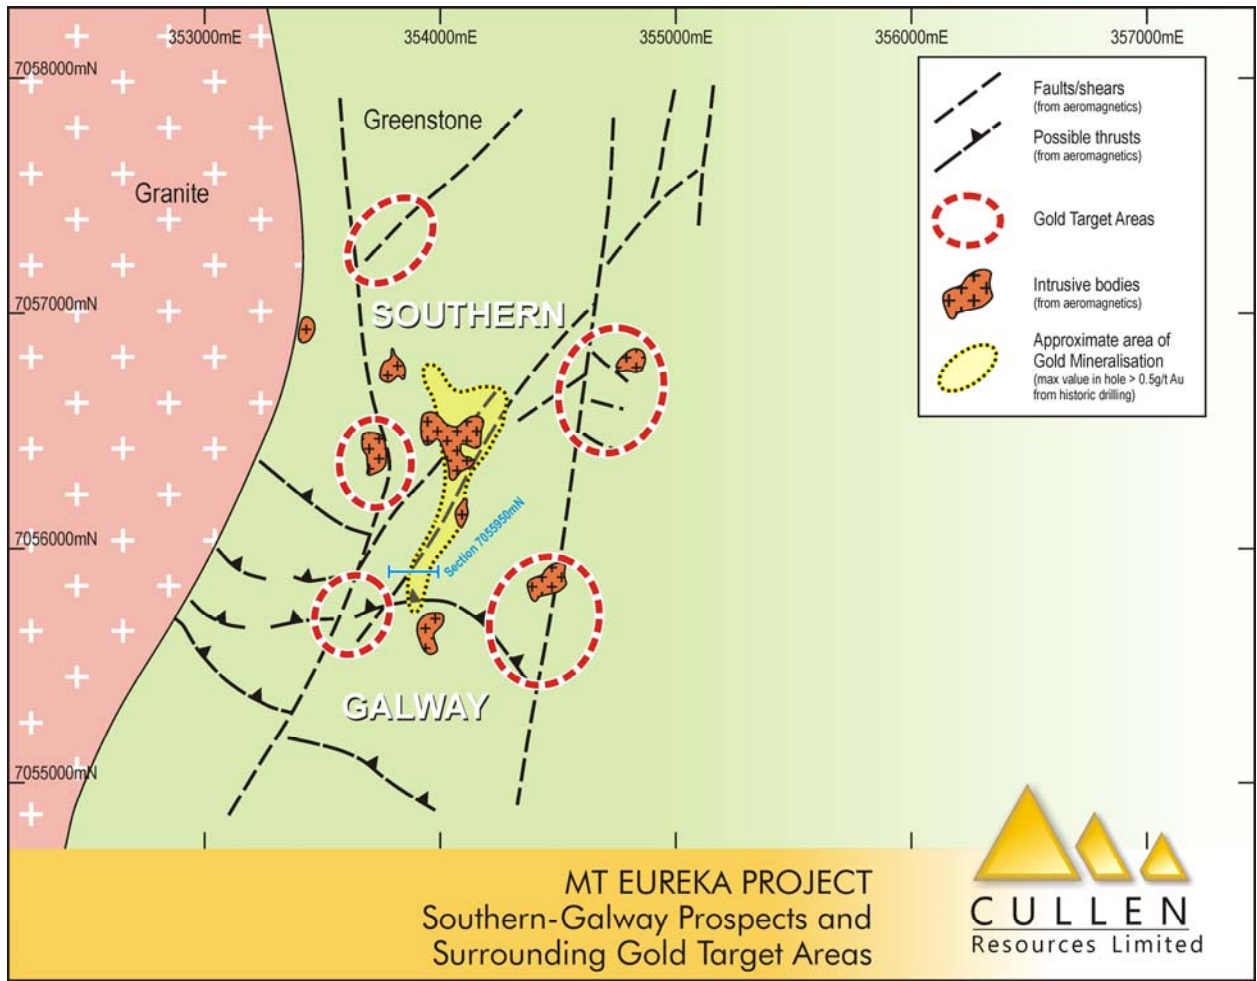 353000mE
354000mE
355000mE
356000mE
357000mE
7058000mN
Greenstone
Granite
Faults/shears
(from aeromagnetics)
Possible thrusts
(from aeromagnetics)
Gold Target Areas
Intrusive bodies
(from aeromagnetics)
Approximate area of
Gold Mineralisation
(max value in hole > 0.5g/t Au
from historic drilling)
7057000mN
SOUTHERN
7056000mN
Section 7055950mN
GALWAY
7055000mN
MT EUREKA PROJECT
Southern-Galway Prospects and
Surrounding Gold Target Areas
CULLEN
Resources Limited